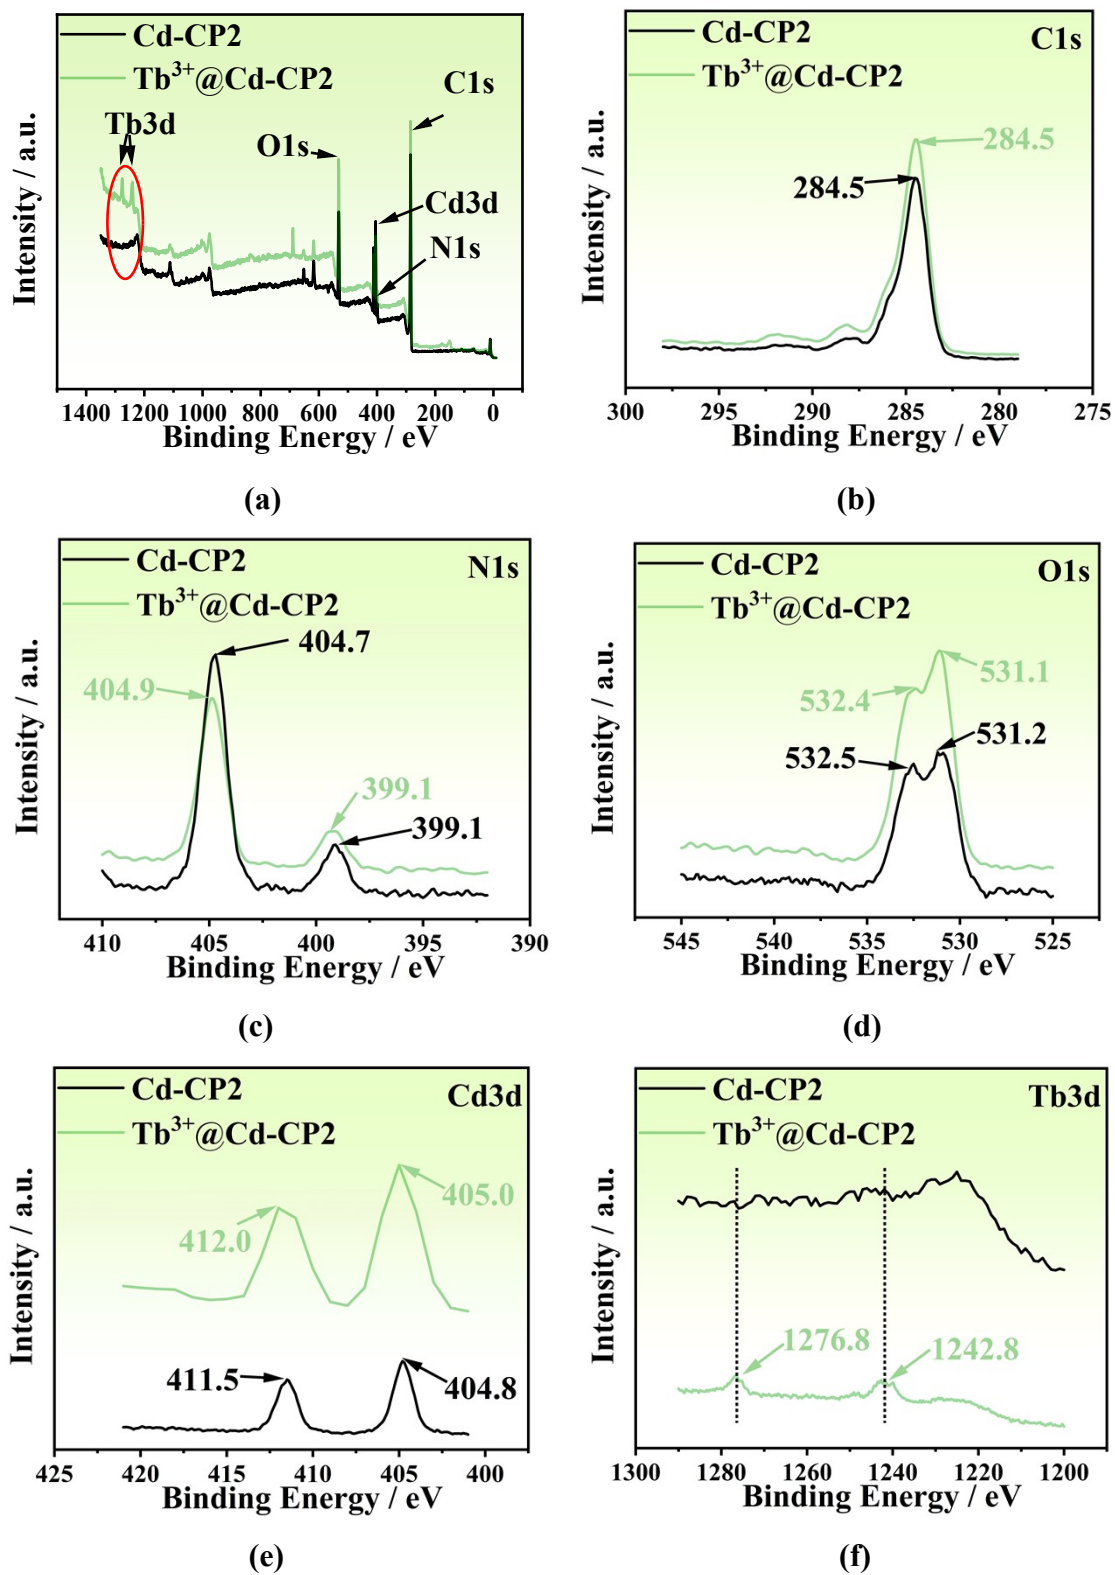 Cd-CP2
Tb³⁺@Cd-CP2
Tb3d
O1s
C1s
Cd3d
N1s
Intensity / a.u.
1400 1200 1000 800 600 400 200 0
Binding Energy / eV
(a)
Cd-CP2
Tb³⁺@Cd-CP2
C1s
284.5
284.5
Intensity / a.u.
300 295 290 285 280 275
Binding Energy / eV
(b)
Cd-CP2
Tb³⁺@Cd-CP2
N1s
404.7
404.9
399.1
399.1
Intensity / a.u.
410 405 400 395 390
Binding Energy / eV
(c)
Cd-CP2
Tb³⁺@Cd-CP2
O1s
531.1
532.4
531.2
532.5
Intensity / a.u.
545 540 535 530 525
Binding Energy / eV
(d)
Cd-CP2
Tb³⁺@Cd-CP2
Cd3d
405.0
412.0
411.5
404.8
Intensity / a.u.
425 420 415 410 405 400
Binding Energy / eV
(e)
Cd-CP2
Tb³⁺@Cd-CP2
Tb3d
1276.8
1242.8
Intensity / a.u.
1300 1280 1260 1240 1220 1200
Binding Energy / eV
(f)